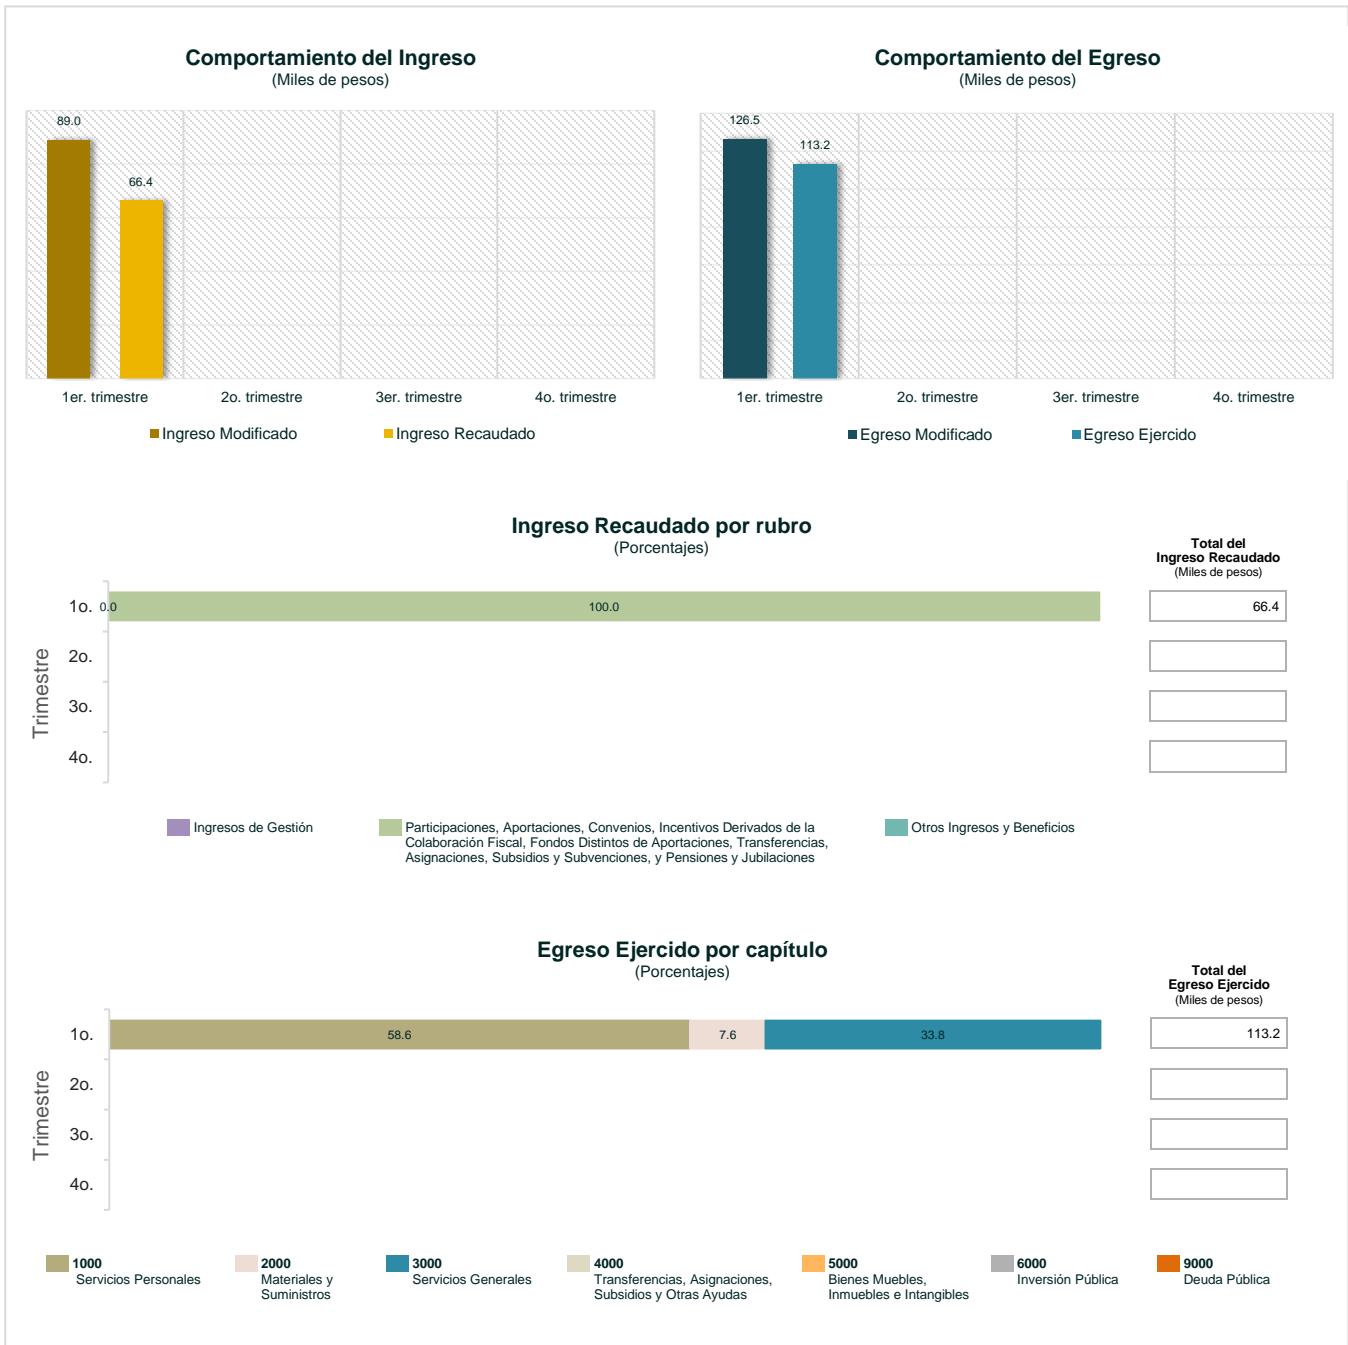 Comportamiento del Ingreso
(Miles de pesos)
89.0
66.4
1er. trimestre 2o. trimestre 3er. trimestre 4o. trimestre
Ingreso Modificado Ingreso Recaudado
Comportamiento del Egreso
(Miles de pesos)
126.5
113.2
1er. trimestre 2o. trimestre 3er. trimestre 4o. trimestre
Egreso Modificado Egreso Ejercido
Ingreso Recaudado por rubro
(Porcentajes)
Total del
Ingreso Recaudado
(Miles de pesos)
Trimestre
1o. 0.0 100.0 66.4
2o.
3o.
4o.
Ingresos de Gestión
Participaciones, Aportaciones, Convenios, Incentivos Derivados de la
Colaboración Fiscal, Fondos Distintos de Aportaciones, Transferencias,
Asignaciones, Subsidios y Subvenciones, y Pensiones y Jubilaciones
Otros Ingresos y Beneficios
Egreso Ejercido por capítulo
(Porcentajes)
Total del
Egreso Ejercido
(Miles de pesos)
Trimestre
1o. 58.6 7.6 33.8 113.2
2o.
3o.
4o.
1000
Servicios Personales
2000
Materiales y
Suministros
3000
Servicios Generales
4000
Transferencias, Asignaciones,
Subsidios y Otras Ayudas
5000
Bienes Muebles,
Inmuebles e Intangibles
6000
Inversión Pública
9000
Deuda Pública